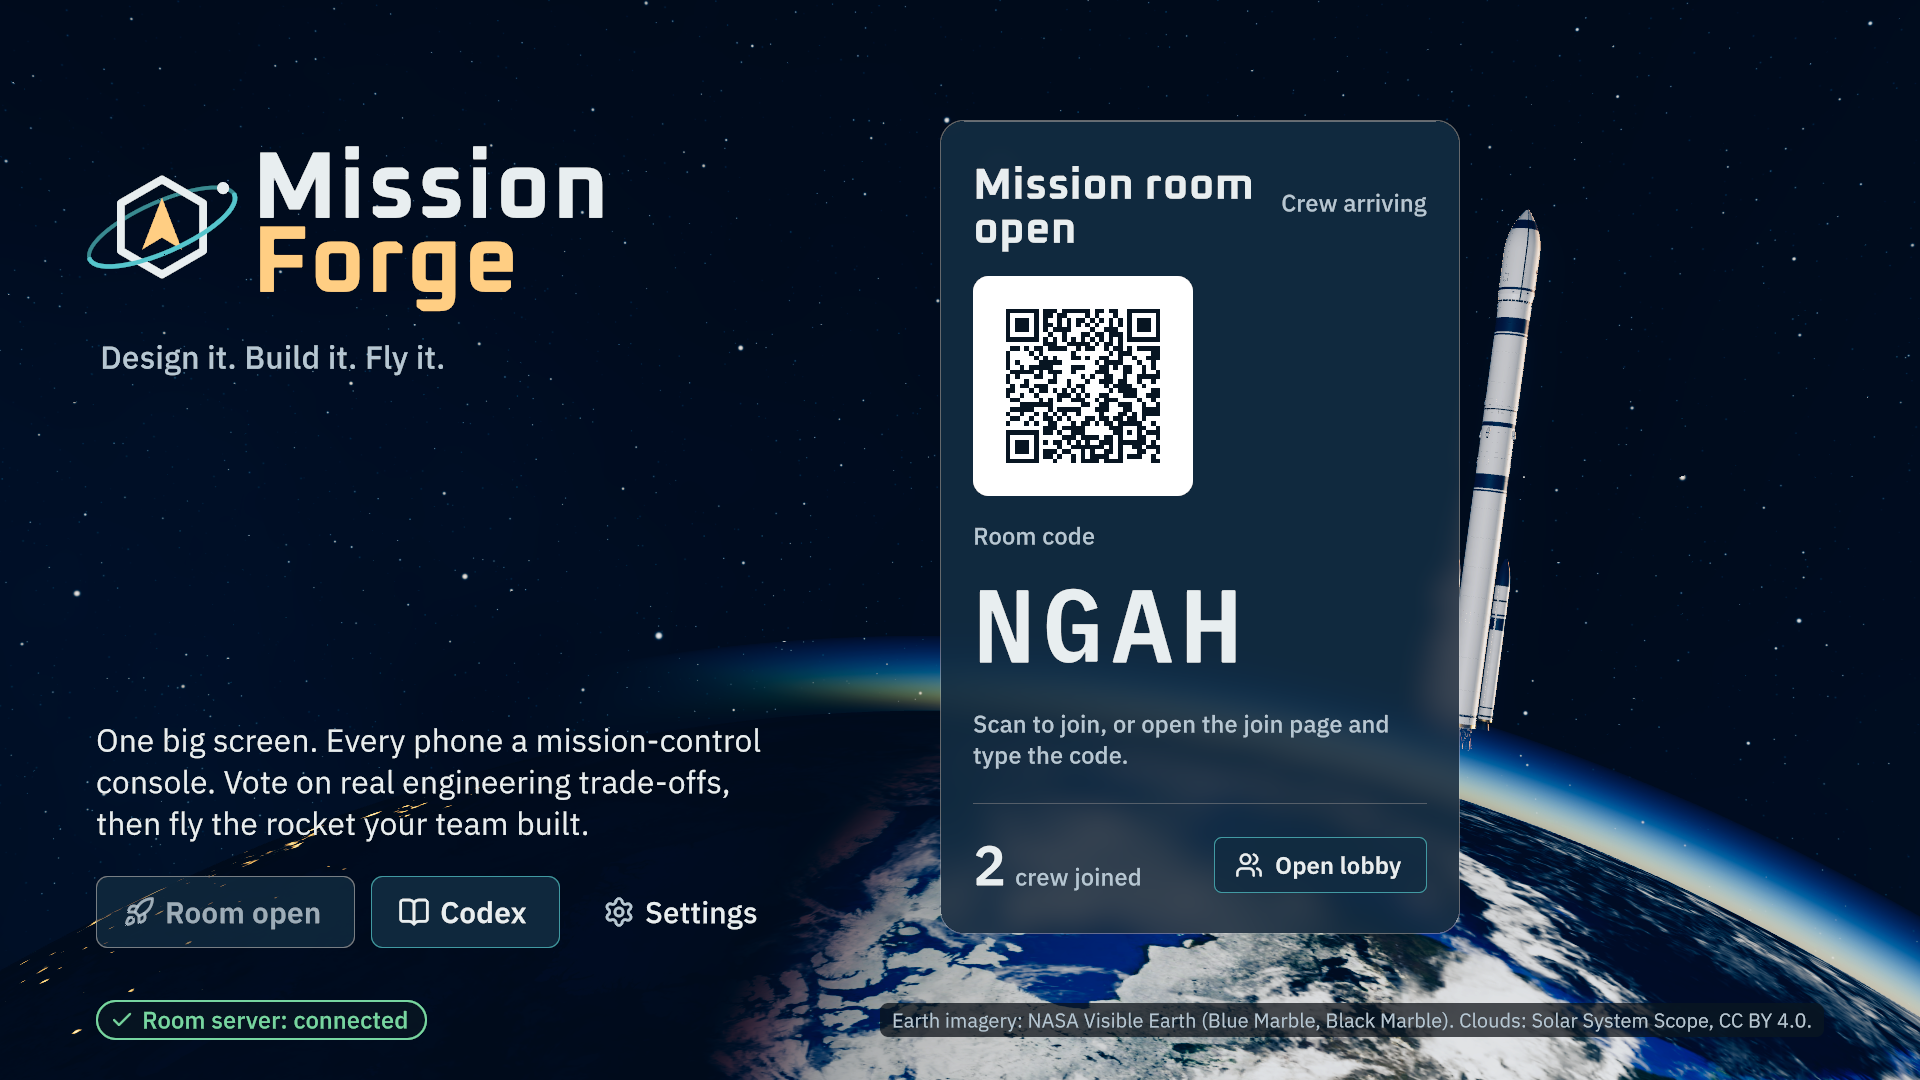 Mission
Forge
Design it. Build it. Fly it.
One big screen. Every phone a mission-control
console. Vote on real engineering trade-offs,
then fly the rocket your team built.
Room open
Codex
Settings
Room server: connected
Mission room
open
Crew arriving
Room code
NGAH
Scan to join, or open the join page and
type the code.
2 crew joined
Open lobby
Earth imagery: NASA Visible Earth (Blue Marble, Black Marble). Clouds: Solar System Scope, CC BY 4.0.